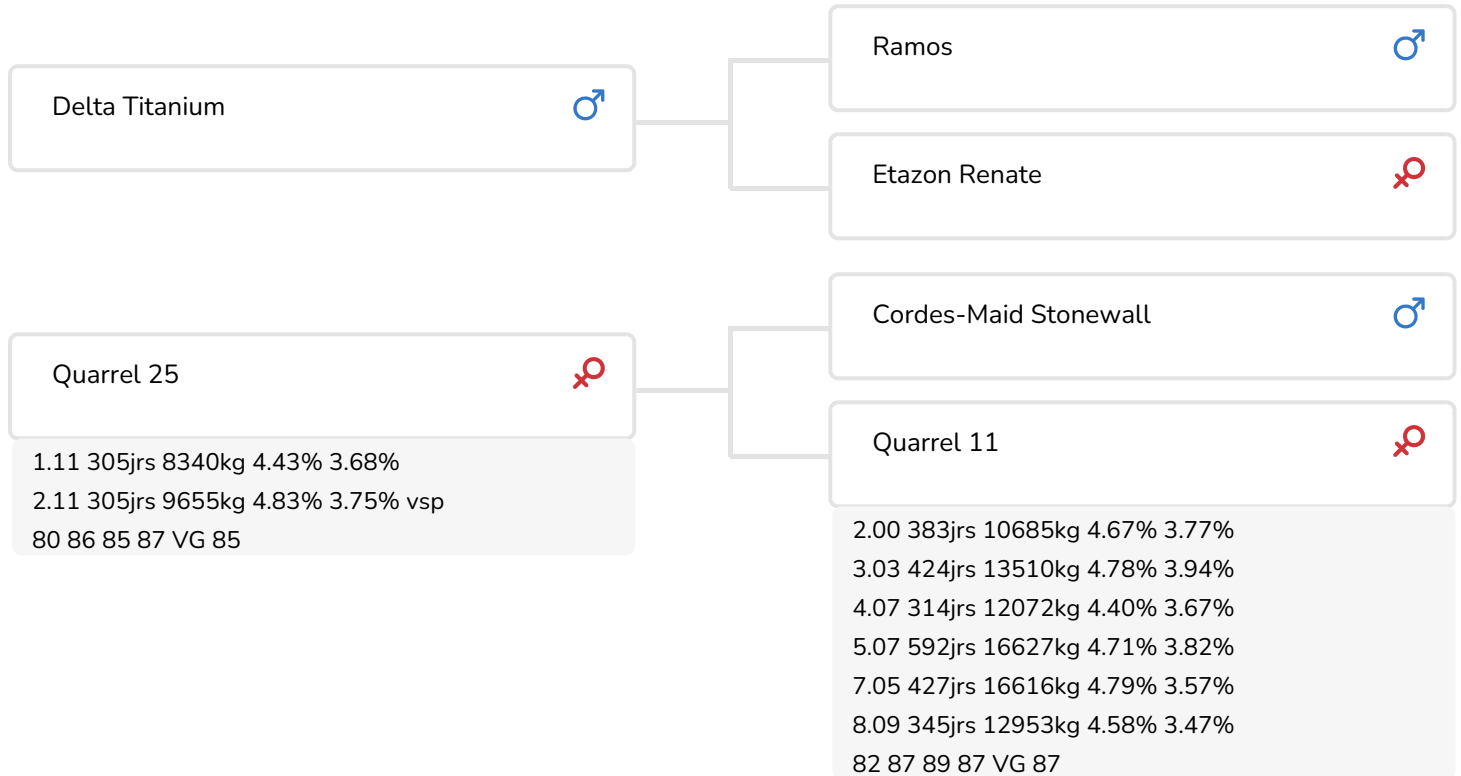 Delta Titanium
Ramos
Etazon Renate
Quarrel 25
1.11 305jrs 8340kg 4.43% 3.68%
2.11 305jrs 9655kg 4.83% 3.75% vsp
80 86 85 87 VG 85
Cordes-Maid Stonewall
Quarrel 11
2.00 383jrs 10685kg 4.67% 3.77%
3.03 424jrs 13510kg 4.78% 3.94%
4.07 314jrs 12072kg 4.40% 3.67%
5.07 592jrs 16627kg 4.71% 3.82%
7.05 427jrs 16616kg 4.79% 3.57%
8.09 345jrs 12953kg 4.58% 3.47%
82 87 89 87 VG 87